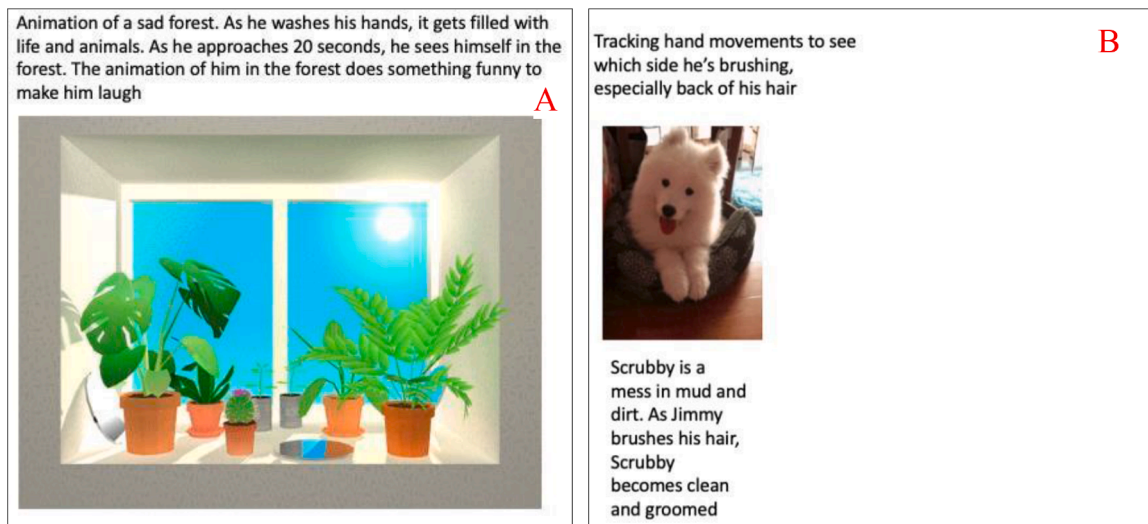 Animation of a sad forest. As he washes his hands, it gets filled with
life and animals. As he approaches 20 seconds, he sees himself in the
forest. The animation of him in the forest does something funny to
make him laugh
A
Tracking hand movements to see
which side he’s brushing,
especially back of his hair
B
Scrubby is a
mess in mud and
dirt. As Jimmy
brushes his hair,
Scrubby
becomes clean
and groomed